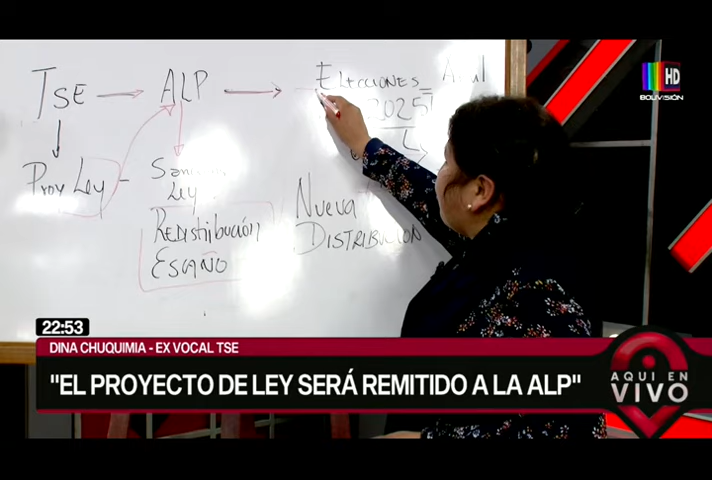 TSE → ALP → ELECCIONES
2025
Proy Ley -
Ley
REDISTRIBUCIÓN
ESCAÑO
NUEVA
DISTRIBUCIÓN
HD
BOLIVISIÓN
22:53
DINA CHUQUIMIA - EX VOCAL TSE
"EL PROYECTO DE LEY SERÁ REMITIDO A LA ALP"
AQUI EN
VIVO